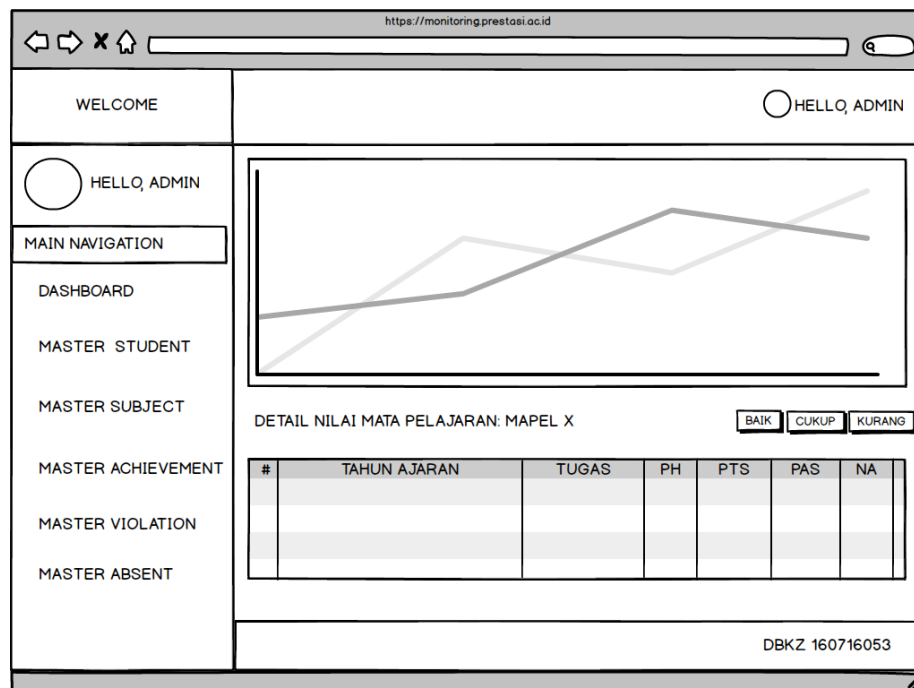 https://monitoring.prestasi.ac.id
WELCOME
HELLO, ADMIN
HELLO, ADMIN
MAIN NAVIGATION
DASHBOARD
MASTER STUDENT
MASTER SUBJECT
MASTER ACHIEVEMENT
MASTER VIOLATION
MASTER ABSENT
DETAIL NILAI MATA PELAJARAN: MAPEL X
BAIK CUKUP KURANG
# TAHUN AJARAN TUGAS PH PTS PAS NA
DBKZ 160716053